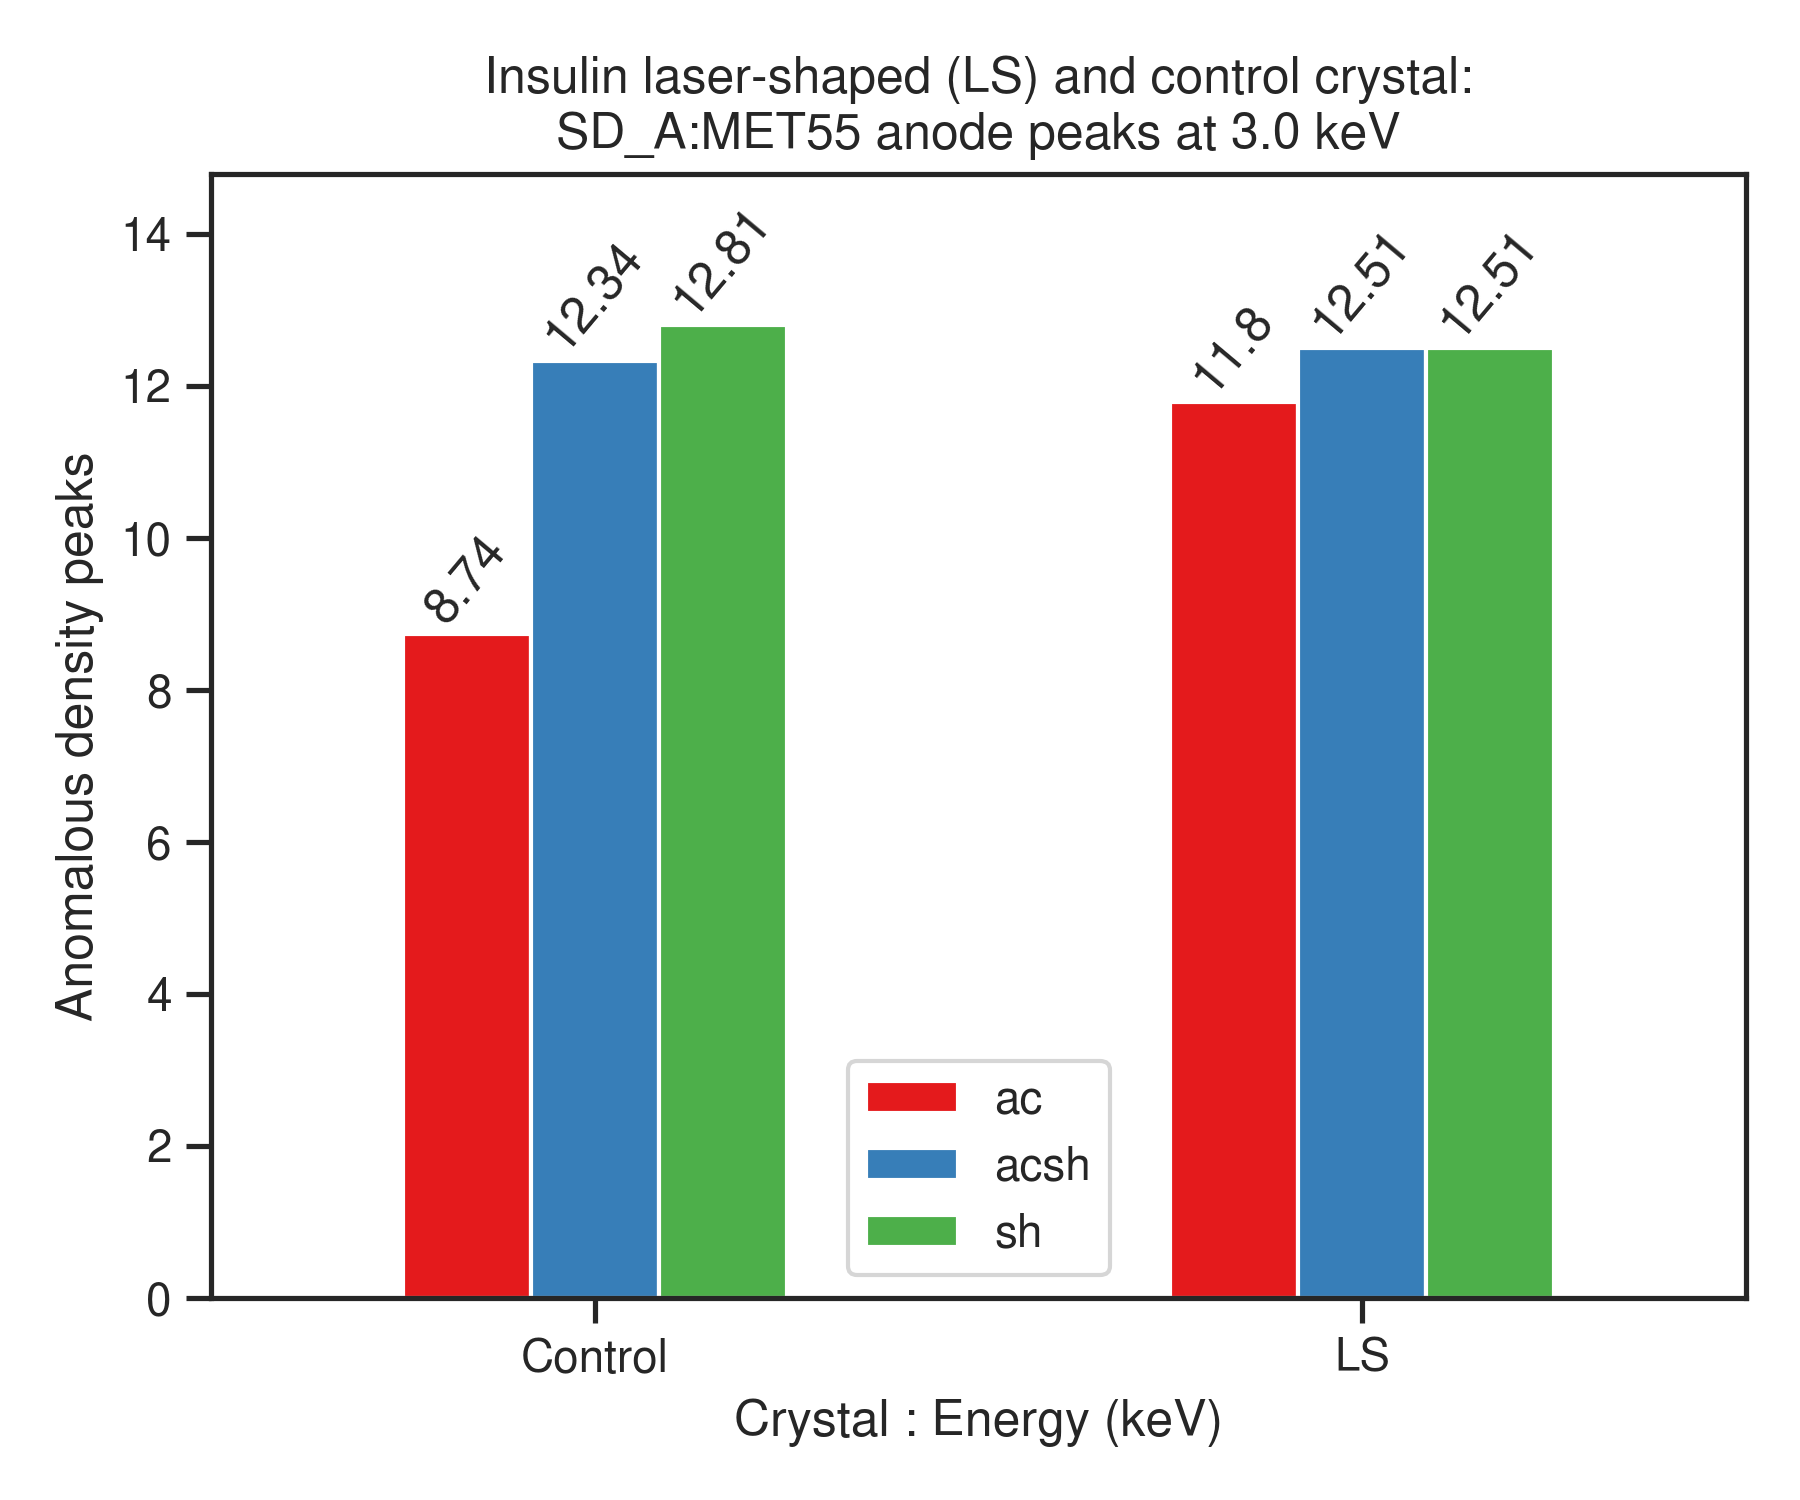 Insulin laser-shaped (LS) and control crystal:
SD_A:MET55 anode peaks at 3.0 keV
Anomalous density peaks
14
12
10
8
6
4
2
0
8.74
12.34
12.81
11.8
12.51
12.51
ac
acsh
sh
Control
LS
Crystal : Energy (keV)